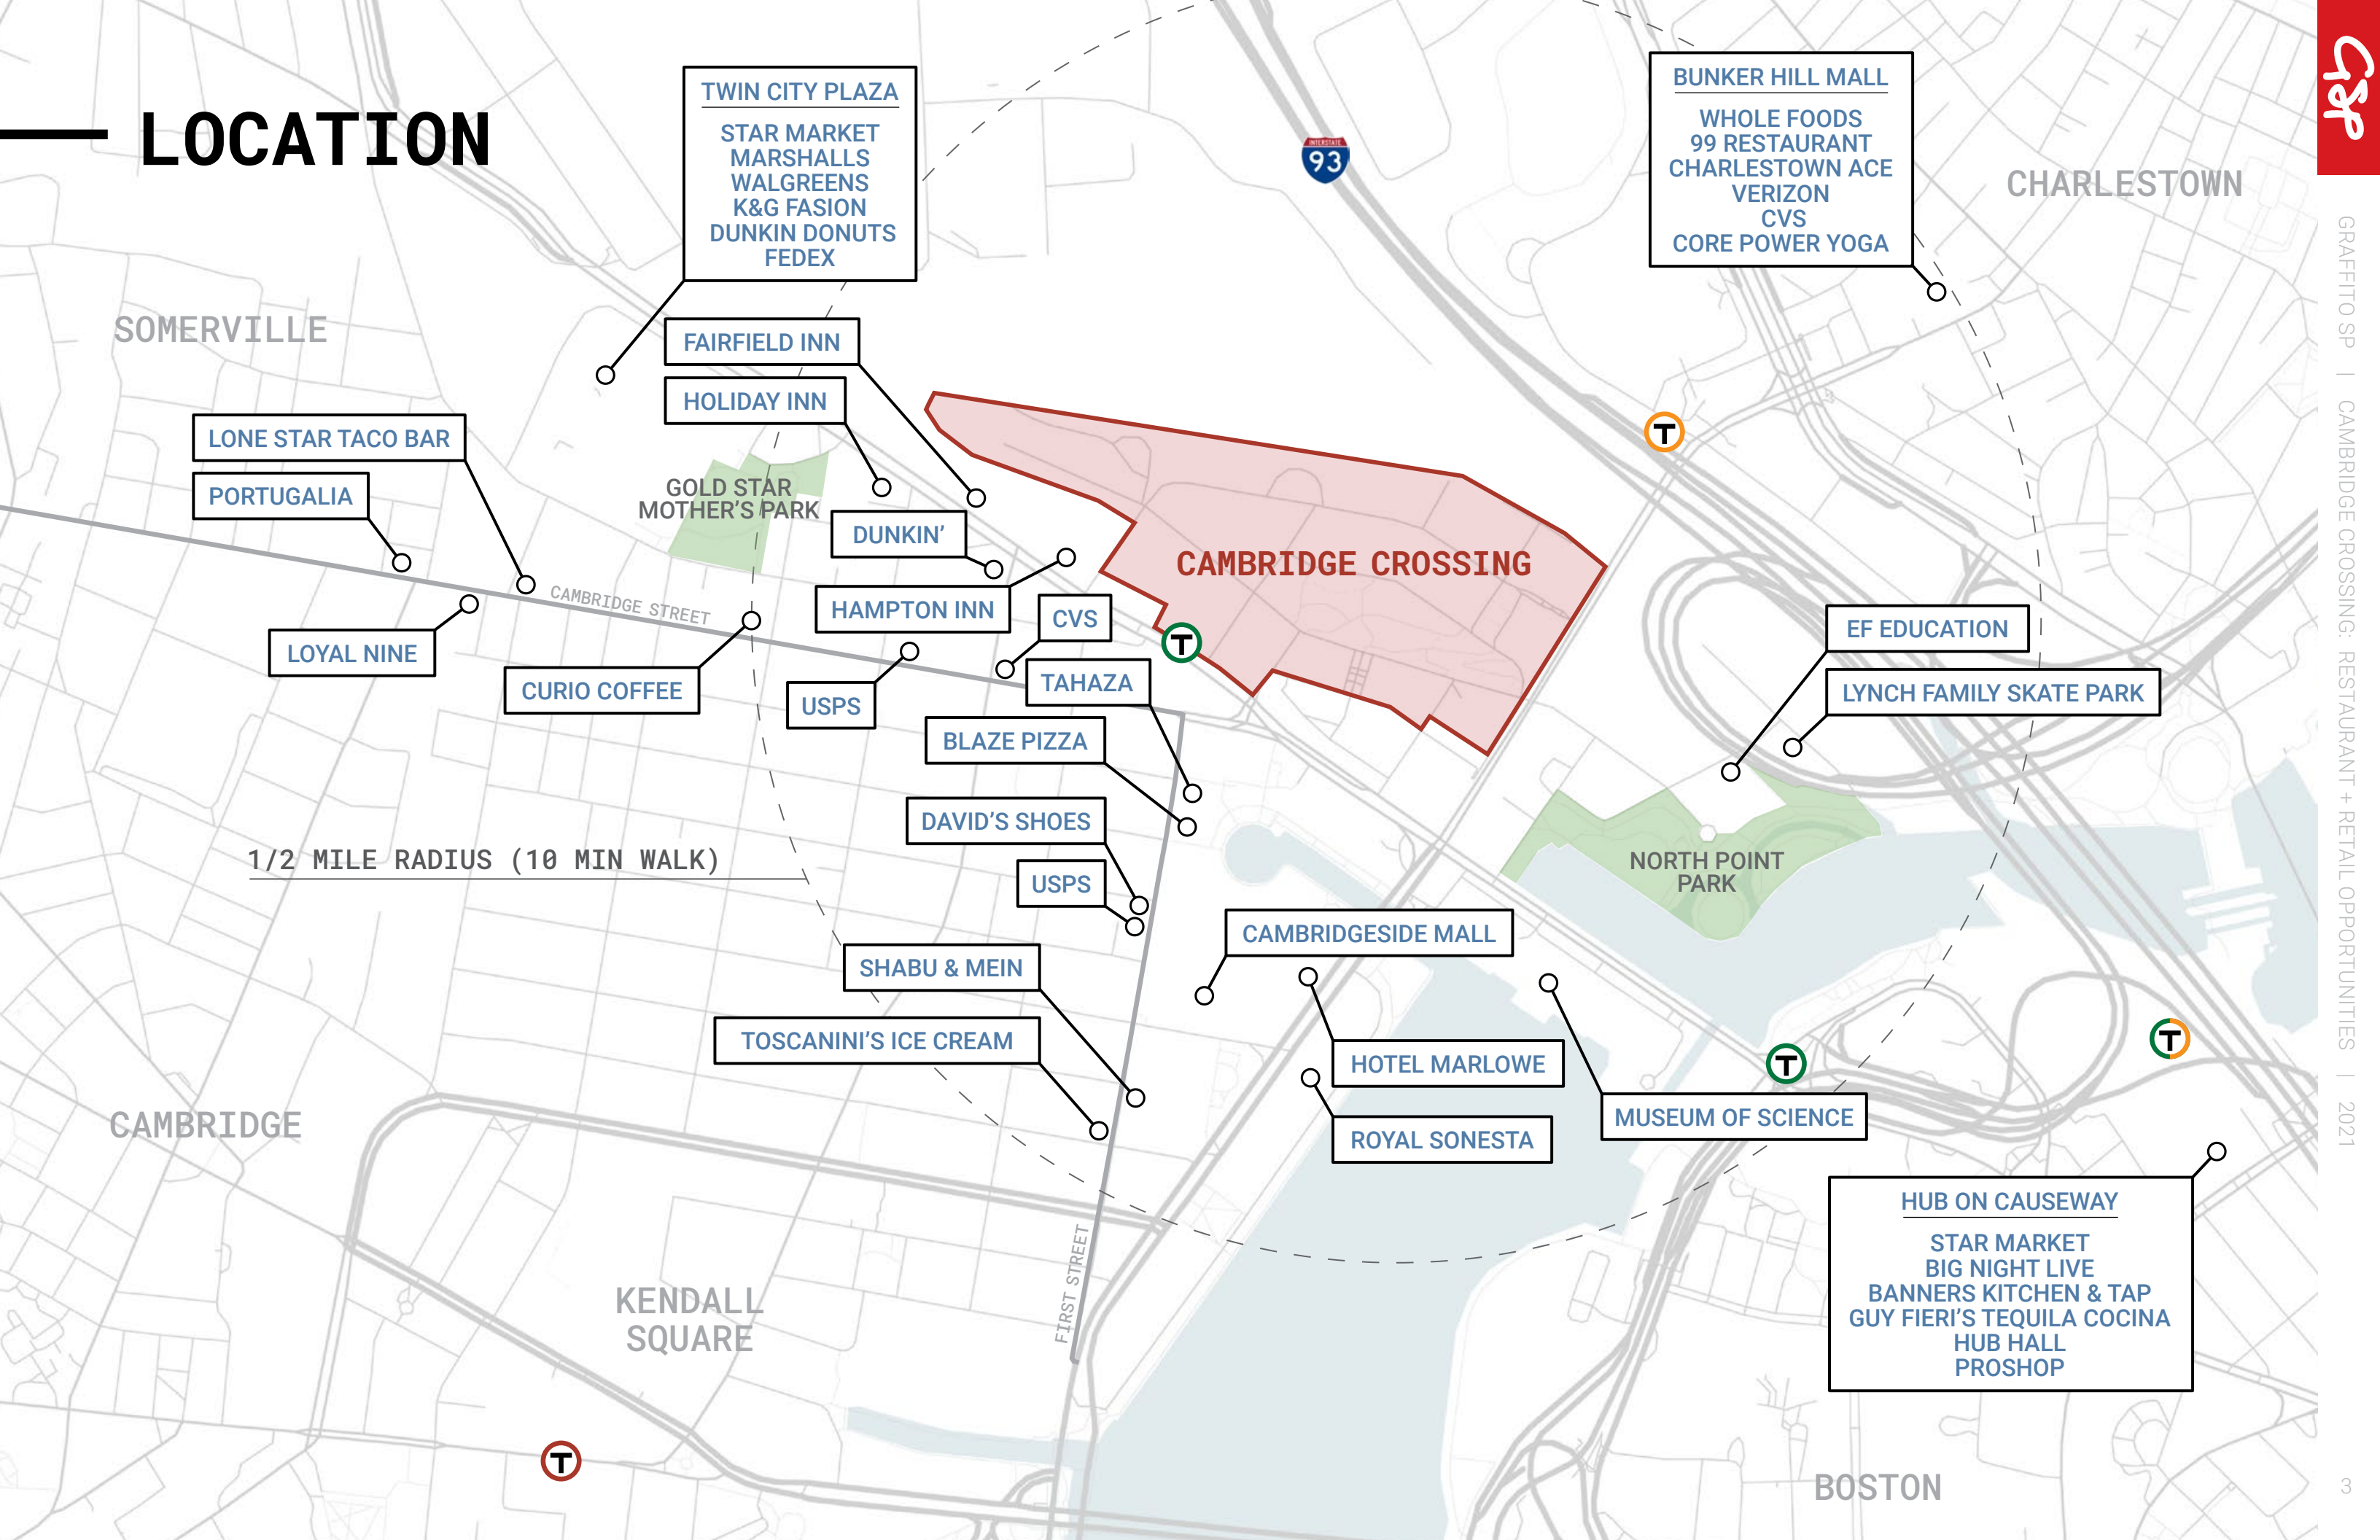 LOCATION
TWIN CITY PLAZA
STAR MARKET
MARSHALLS
WALGREENS
K&G FASION
DUNKIN DONUTS
FEDEX
BUNKER HILL MALL
WHOLE FOODS
99 RESTAURANT
CHARLESTOWN ACE
VERIZON
CVS
CORE POWER YOGA
INTERSTATE
93
CHARLESTOWN
SOMERVILLE
FAIRFIELD INN
HOLIDAY INN
LONE STAR TACO BAR
PORTUGALIA
GOLD STAR
MOTHER'S PARK
DUNKIN'
CAMBRIDGE CROSSING
T
HAMPTON INN
CVS
CAMBRIDGE STREET
LOYAL NINE
CURIO COFFEE
USPS
TAHAZA
T
EF EDUCATION
LYNCH FAMILY SKATE PARK
BLAZE PIZZA
DAVID'S SHOES
USPS
1/2 MILE RADIUS (10 MIN WALK)
NORTH POINT
PARK
CAMBRIDGESIDE MALL
SHABU & MEIN
TOSCANINI'S ICE CREAM
HOTEL MARLOWE
ROYAL SONESTA
MUSEUM OF SCIENCE
T
T
CAMBRIDGE
HUB ON CAUSEWAY
STAR MARKET
BIG NIGHT LIVE
BANNERS KITCHEN & TAP
GUY FIERI'S TEQUILA COCINA
HUB HALL
PROSHOP
KENDALL
SQUARE
FIRST STREET
T
BOSTON
GSP
GRAFFITO SP | CAMBRIDGE CROSSING: RESTAURANT + RETAIL OPPORTUNITIES | 2021
3